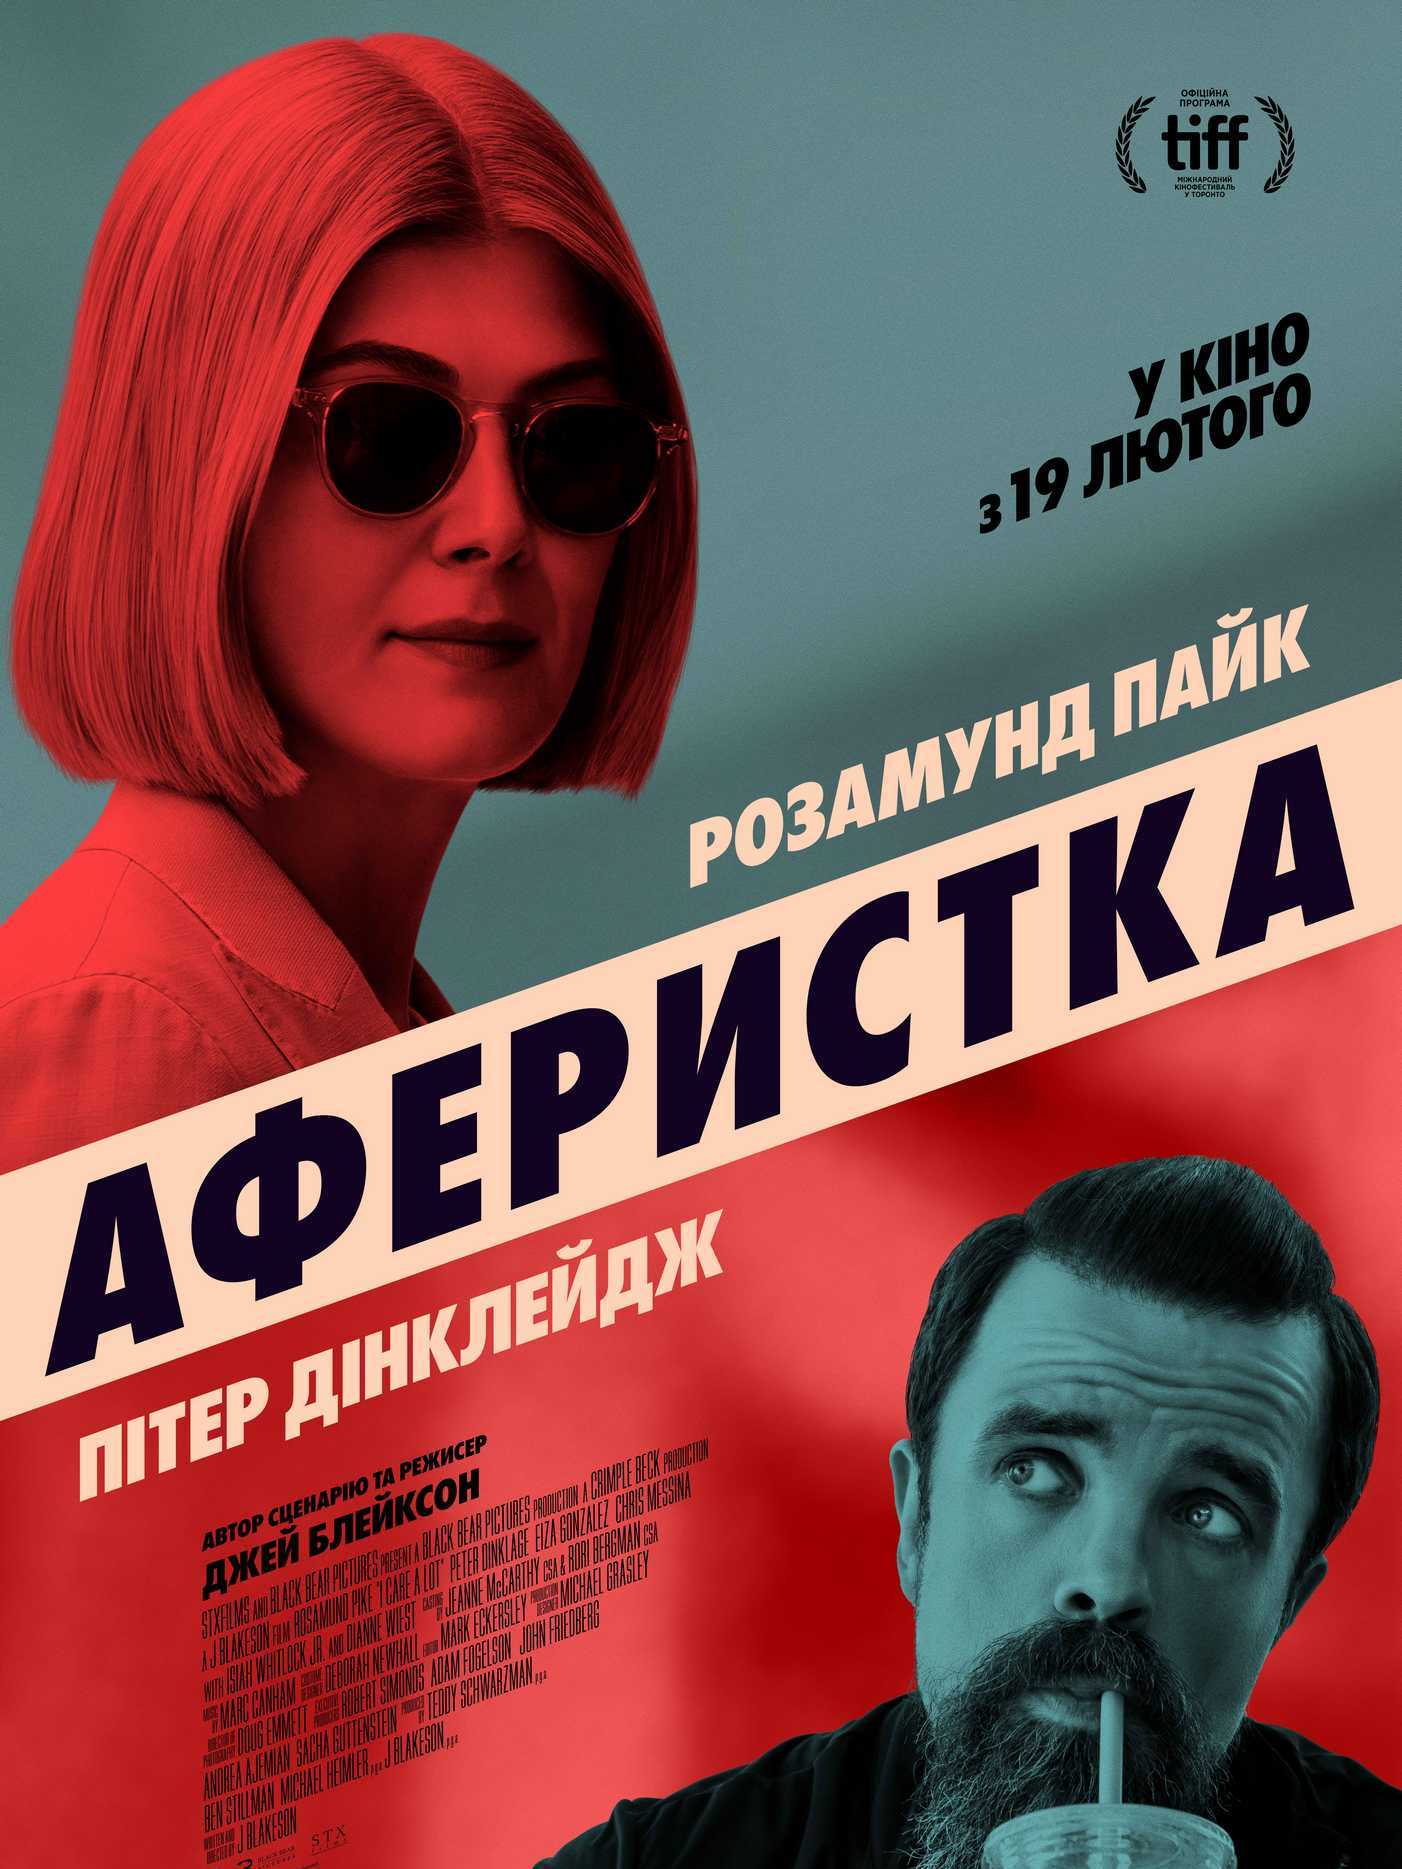 ОФІЦІЙНА
ПРОГРАМА
tiff
МІЖНАРОДНИЙ
КІНОФЕСТИВАЛЬ
У ТОРОНТО
У КІНО
З 19 ЛЮТОГО
РОЗАМУНД ПАЙК
АФЕРИСТКА
ПІТЕР ДІНКЛЕЙДЖ
АВТОР СЦЕНАРІЮ ТА РЕЖИСЕР
ДЖЕЙ БЛЕЙКСОН
STXFILMS AND BLACK BEAR PICTURES PRESENT A BLACK BEAR PICTURES PRODUCTION A CRIMPLE BECK PRODUCTION
A J BLAKESON FILM ROSAMUND PIKE "I CARE A LOT" PETER DINKLAGE EIZA GONZALEZ CHRIS MESSINA
WITH ISIAH WHITLOCK JR. AND DIANNE WIEST CASTING BY JEANNE McCARTHY CSA & RORI BERGMAN CSA
MUSIC BY MARC CANHAM COSTUME DESIGNER DEBORAH NEWHALL EDITOR MARK ECKERSLEY PRODUCTION DESIGNER MICHAEL GRASLEY
DIRECTOR OF PHOTOGRAPHY DOUG EMMETT EXECUTIVE PRODUCERS ROBERT SIMONDS ADAM FOGELSON JOHN FRIEDBERG
ANDREA AJEMIAN SACHA GUTTENSTEIN PRODUCED BY TEDDY SCHWARZMAN p.g.a.
BEN STILLMAN MICHAEL HEIMLER p.g.a. J BLAKESON p.g.a.
WRITTEN AND DIRECTED BY J BLAKESON
BLACK BEAR PICTURES
STX FILMS